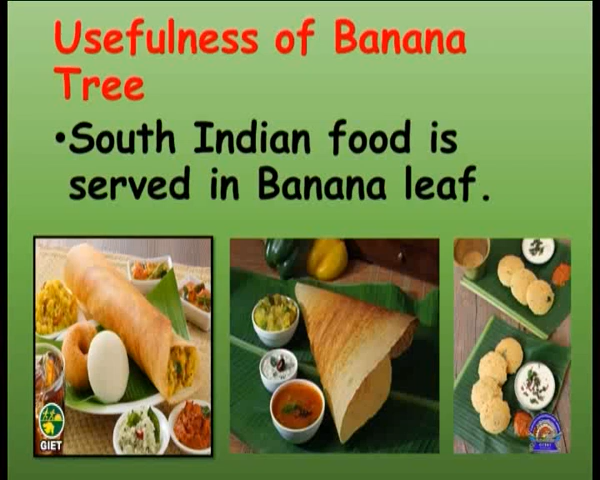 Usefulness of Banana
Tree
•South Indian food is
served in Banana leaf.
GIET